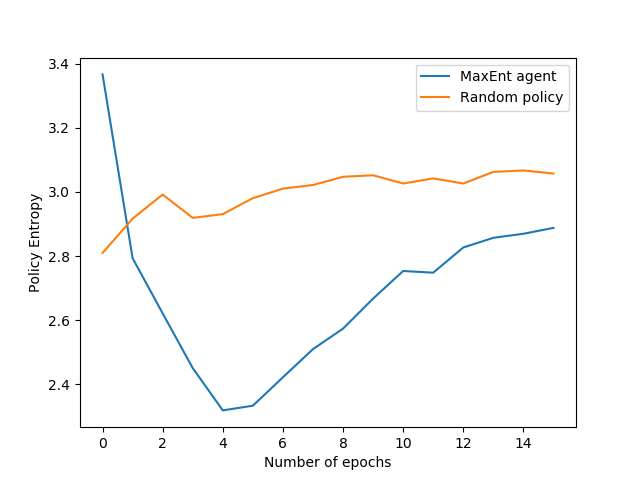 MaxEnt agent
Random policy
3.4
3.2
3.0
2.8
2.6
2.4
Policy Entropy
0 2 4 6 8 10 12 14
Number of epochs